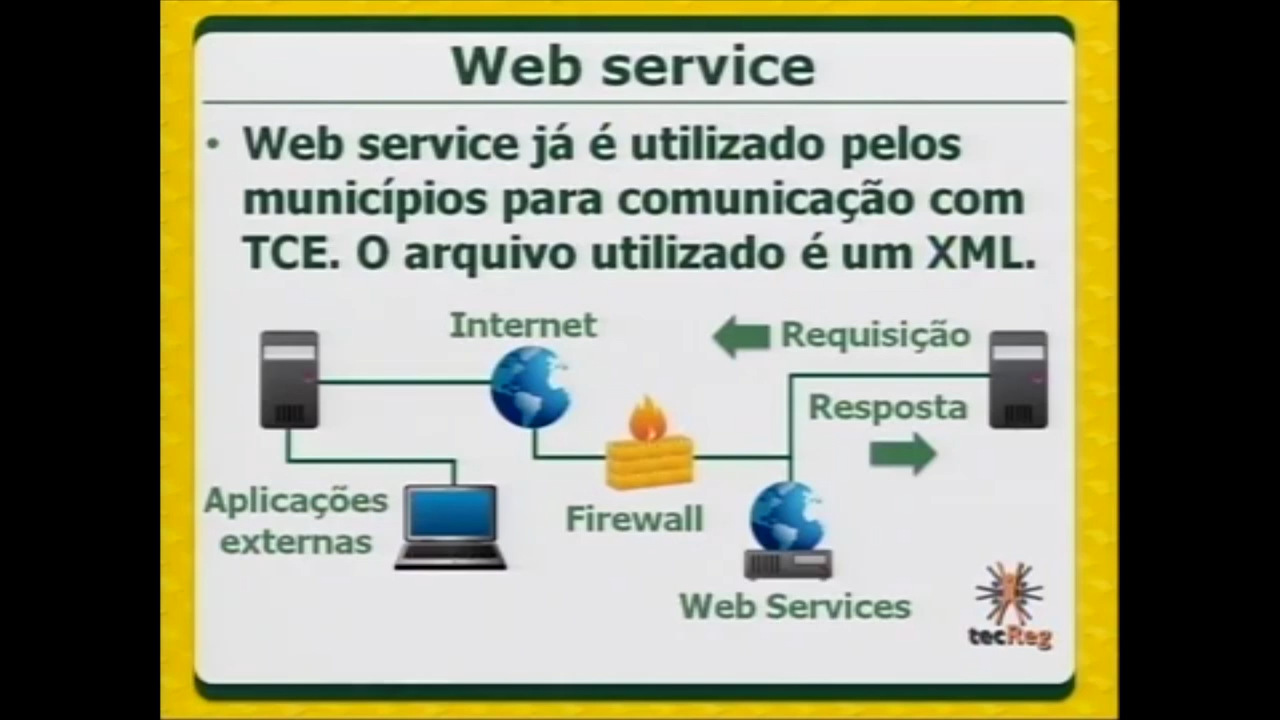 Web service
• Web service já é utilizado pelos
municípios para comunicação com
TCE. O arquivo utilizado é um XML.
Internet
Requisição
Resposta
Aplicações
externas
Firewall
Web Services
tecReg